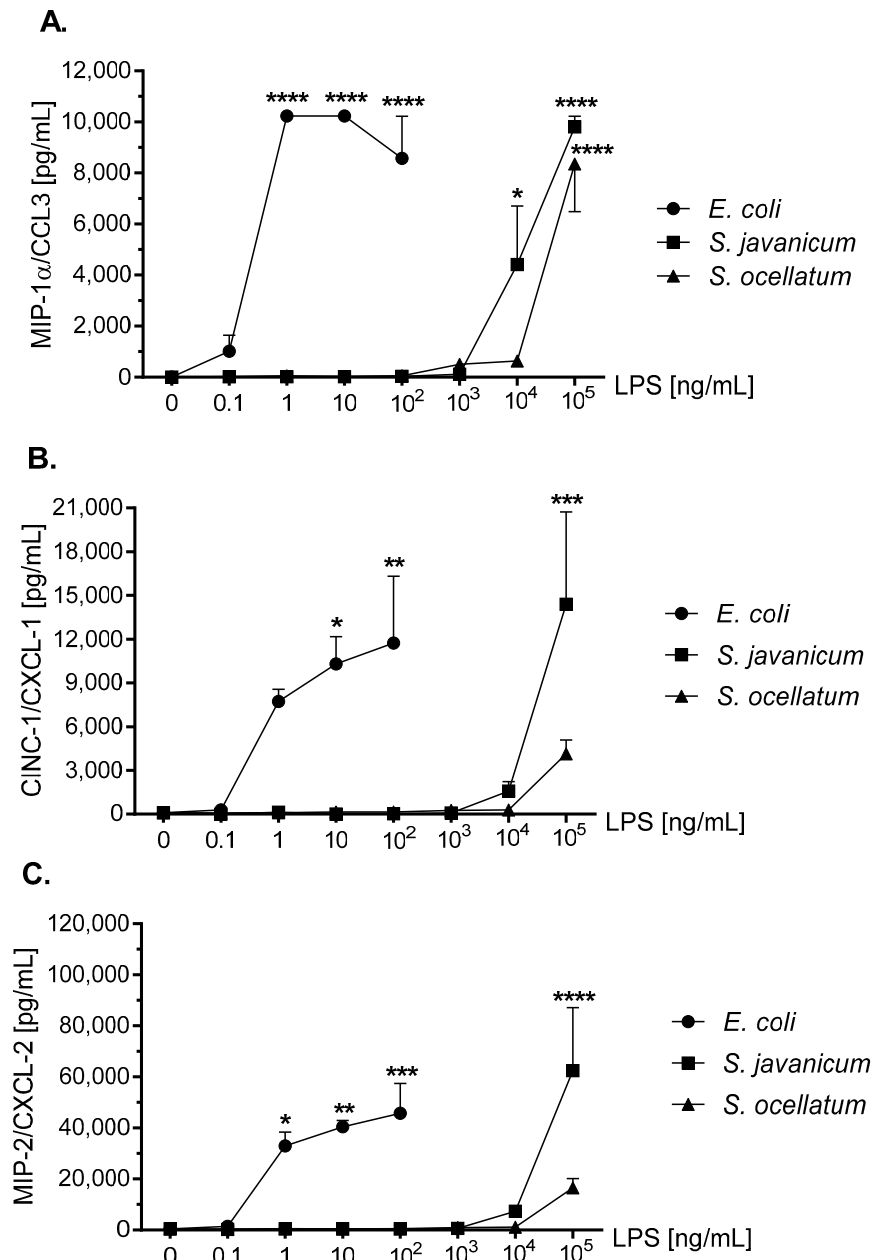 A.
MIP-1α/CCL3 [pg/mL]
12,000
10,000
8,000
6,000
4,000
2,000
0
**** **** ****
*
****
****
E. coli
S. javanicum
S. ocellatum
0 0.1 1 10 10² 10³ 10⁴ 10⁵ LPS [ng/mL]
B.
CINC-1/CXCL-1 [pg/mL]
21,000
18,000
15,000
12,000
9,000
6,000
3,000
0
*
**
***
E. coli
S. javanicum
S. ocellatum
0 0.1 1 10 10² 10³ 10⁴ 10⁵ LPS [ng/mL]
C.
MIP-2/CXCL-2 [pg/mL]
120,000
100,000
80,000
60,000
40,000
20,000
0
*
**
***
****
E. coli
S. javanicum
S. ocellatum
0 0.1 1 10 10² 10³ 10⁴ 10⁵ LPS [ng/mL]